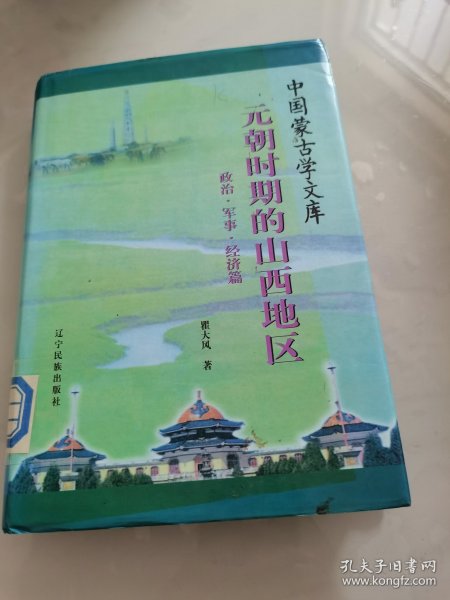 中国蒙古学文库
元朝时期的山西地区
政治·军事·经济篇
瞿大风 著
辽宁民族出版社
孔夫子旧书网
www.kongfz.com